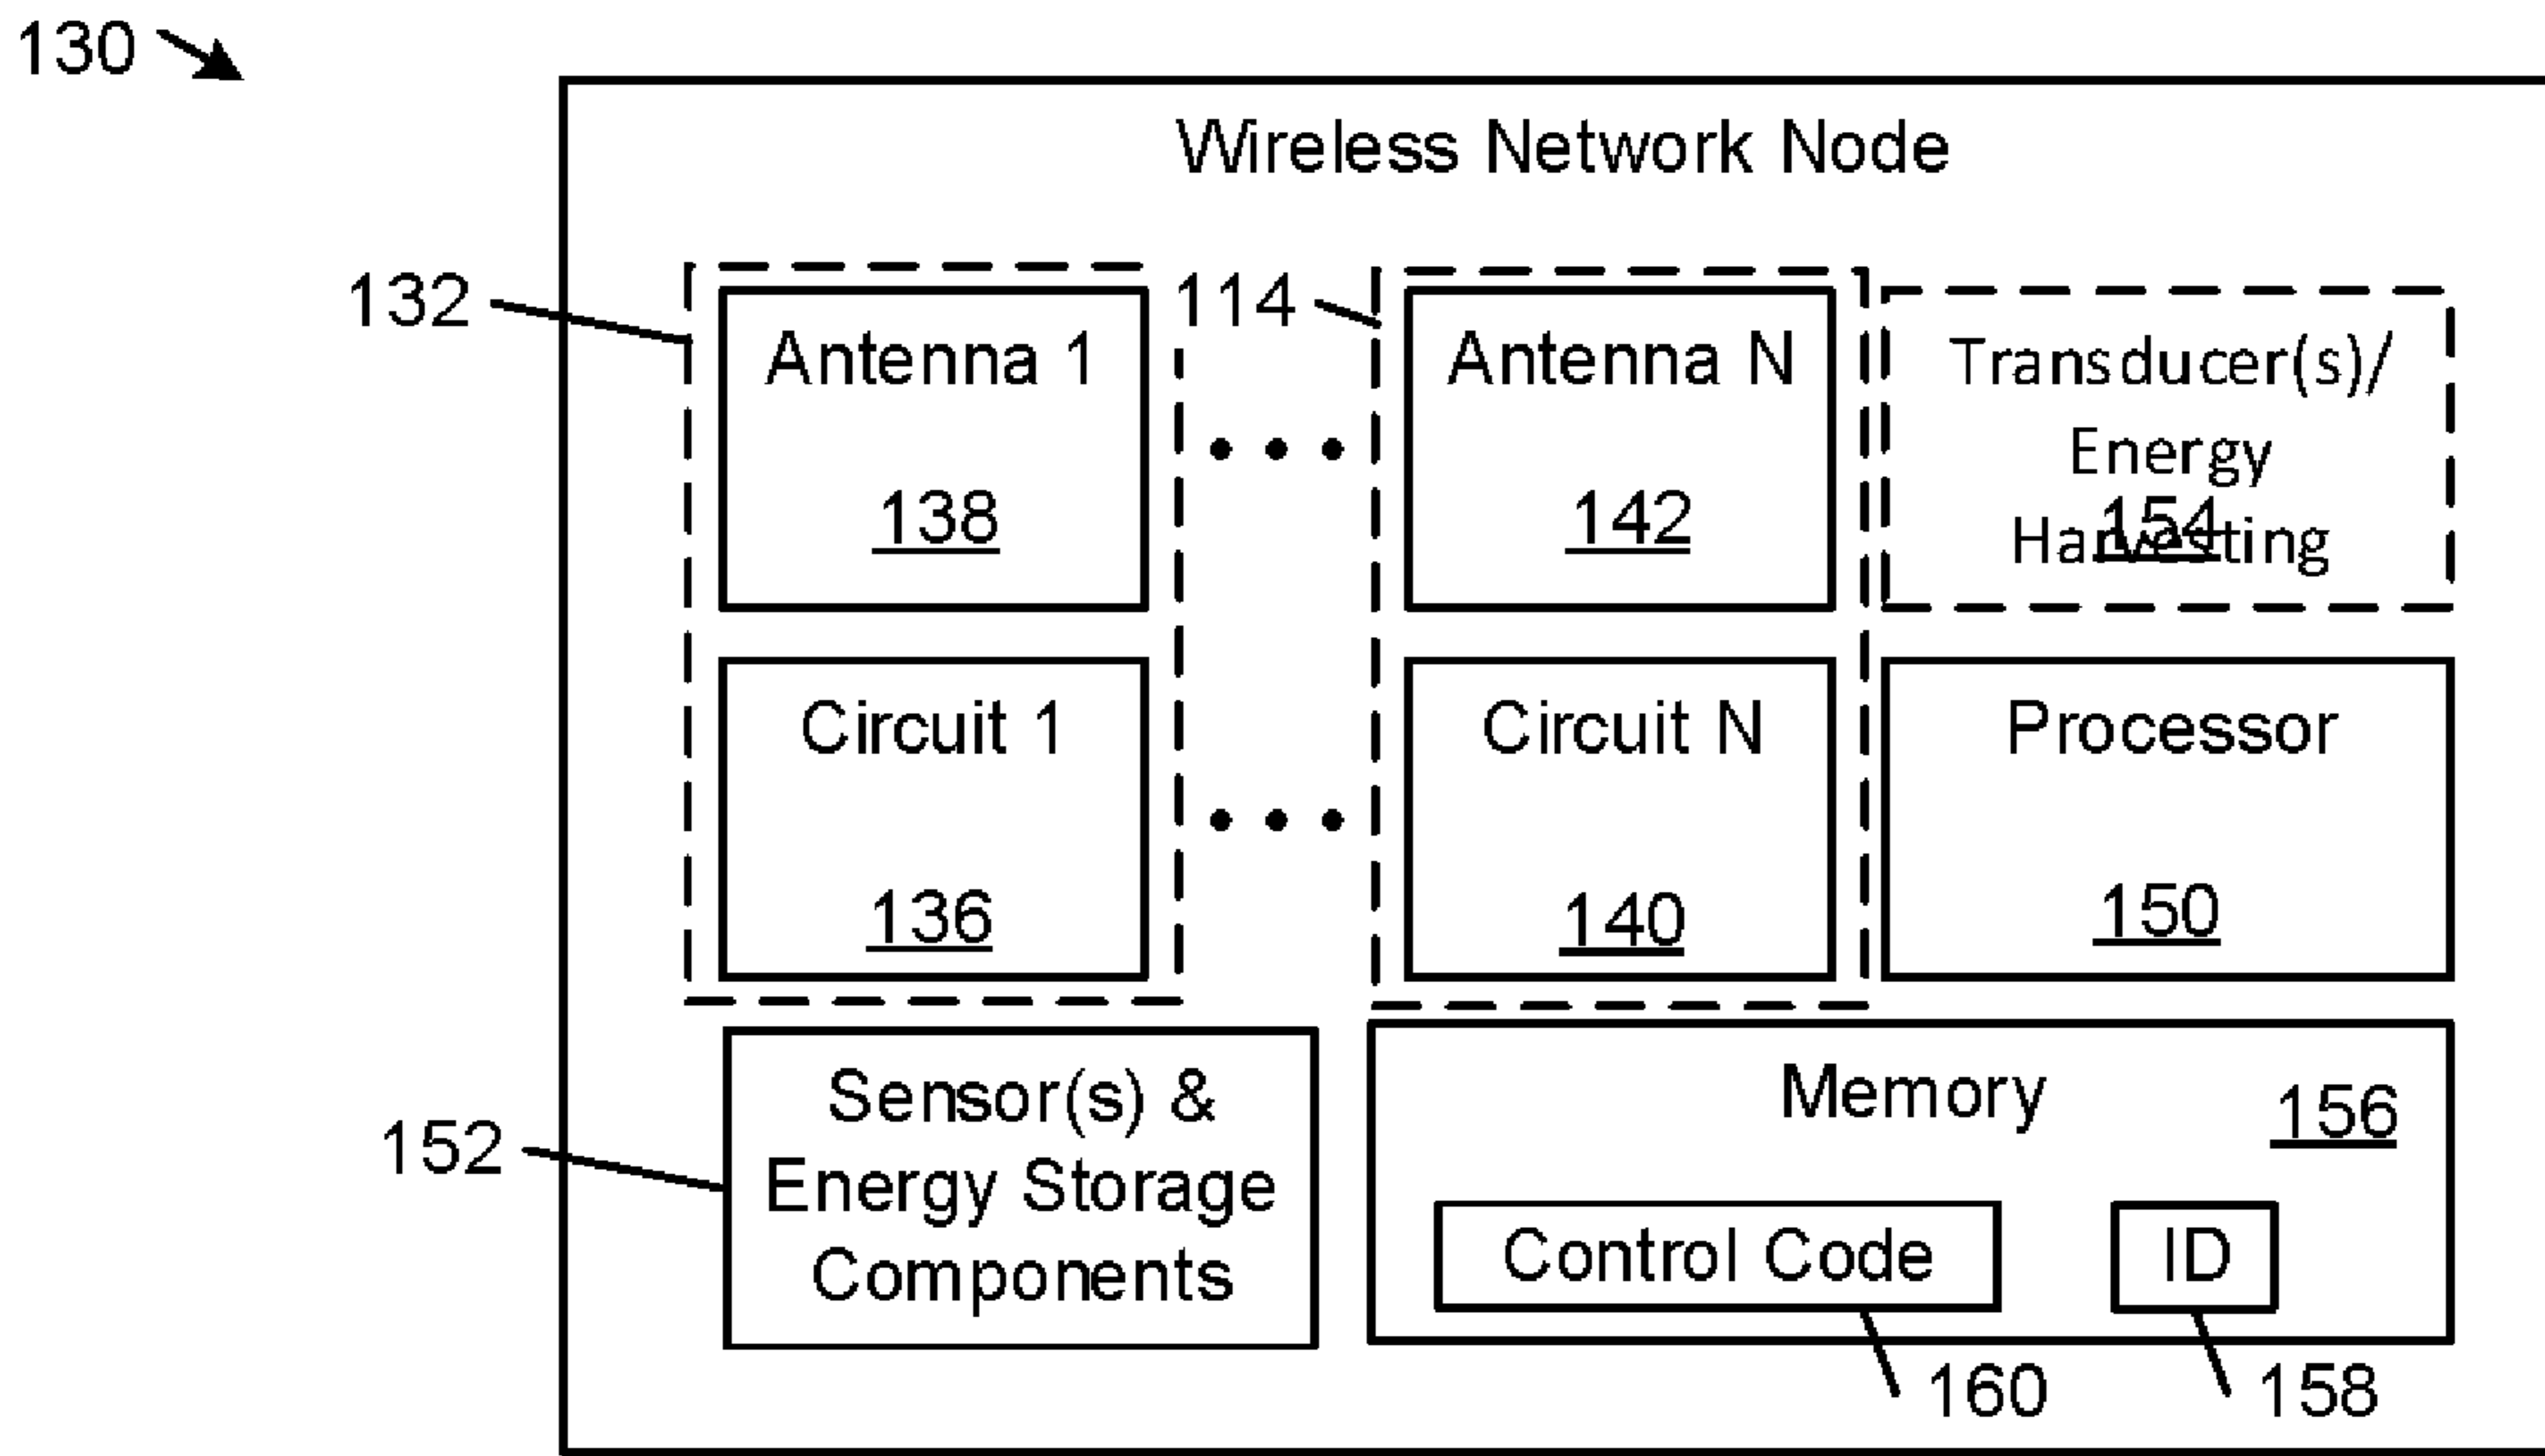 130
Wireless Network Node
132
Antenna 1
138
114
Antenna N
142
Transducer(s)/
Energy
Harvesting
154
Circuit 1
136
Circuit N
140
Processor
150
152
Sensor(s) &
Energy Storage
Components
Memory
156
Control Code
ID
160
158